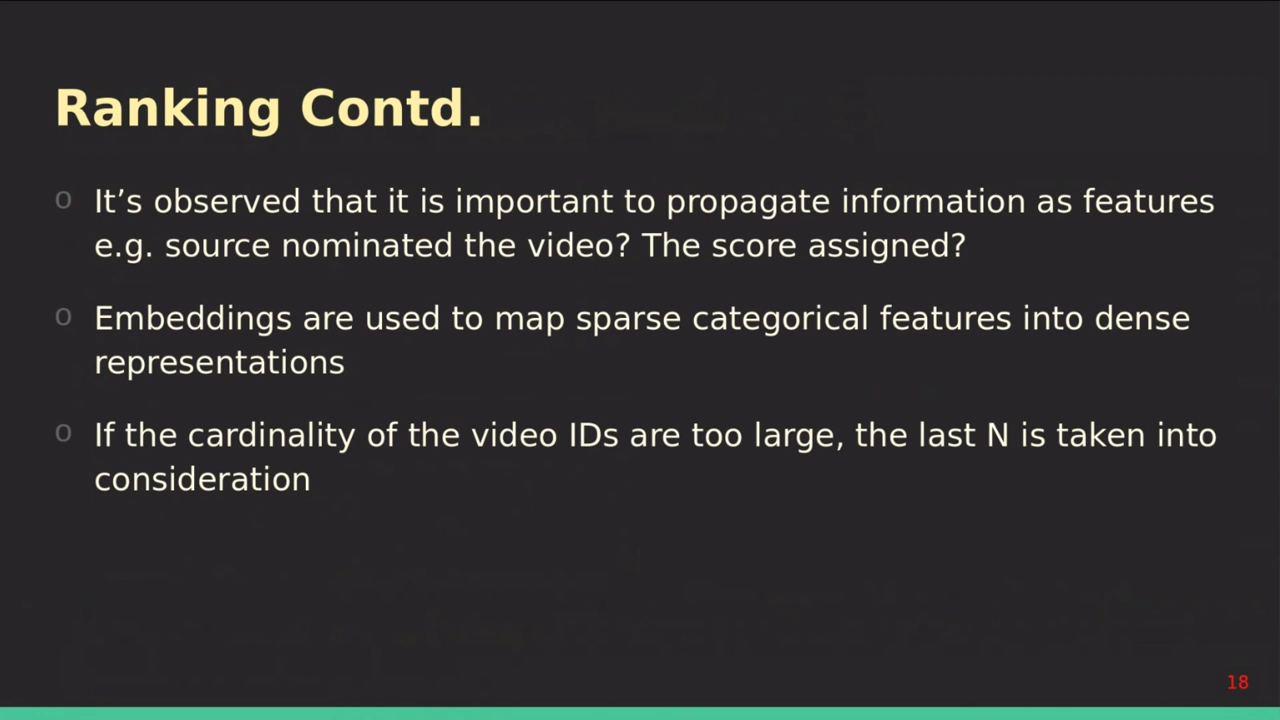 Ranking Contd.
o It’s observed that it is important to propagate information as features
e.g. source nominated the video? The score assigned?
o Embeddings are used to map sparse categorical features into dense
representations
o If the cardinality of the video IDs are too large, the last N is taken into
consideration
18